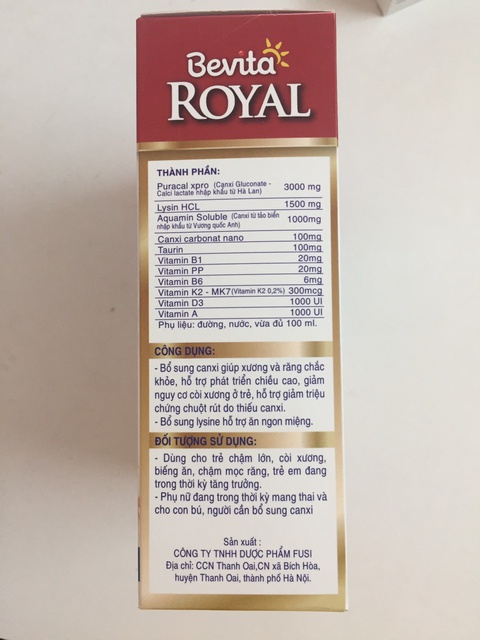 Bevita
ROYAL
THÀNH PHẦN:
Puracal xpro (Canxi Gluconate - 3000 mg
Calci lactate nhập khẩu từ Hà Lan)
Lysin HCL 1500 mg
Aquamin Soluble (Canxi từ tảo biển 1000mg
nhập khẩu từ Vương quốc Anh)
Canxi carbonat nano 100mg
Taurin 100mg
Vitamin B1 20mg
Vitamin PP 20mg
Vitamin B6 6mg
Vitamin K2 - MK7(Vitamin K2 0,2%) 300mcg
Vitamin D3 1000 UI
Vitamin A 1000 UI
Phụ liệu: đường, nước, vừa đủ 100 ml.
CÔNG DỤNG:
- Bổ sung canxi giúp xương và răng chắc
khỏe, hỗ trợ phát triển chiều cao, giảm
nguy cơ còi xương ở trẻ, hỗ trợ giảm triệu
chứng chuột rút do thiếu canxi.
- Bổ sung lysine hỗ trợ ăn ngon miệng.
ĐỐI TƯỢNG SỬ DỤNG:
- Dùng cho trẻ chậm lớn, còi xương,
biếng ăn, chậm mọc răng, trẻ em đang
trong thời kỳ tăng trưởng.
- Phụ nữ đang trong thời kỳ mang thai và
cho con bú, người cần bổ sung canxi
Sản xuất :
CÔNG TY TNHH DƯỢC PHẨM FUSI
Địa chỉ: CCN Thanh Oai,CN xã Bích Hòa,
huyện Thanh Oai, thành phố Hà Nội.